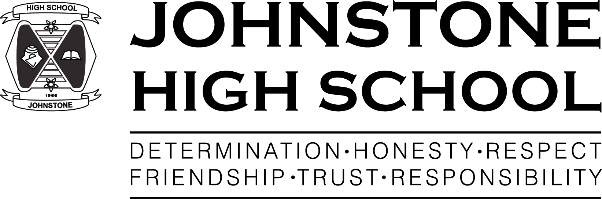 HIGH SCHOOL
JOHNSTONE
JOHNSTONE
HIGH SCHOOL
DETERMINATION·HONESTY·RESPECT
FRIENDSHIP·TRUST·RESPONSIBILITY